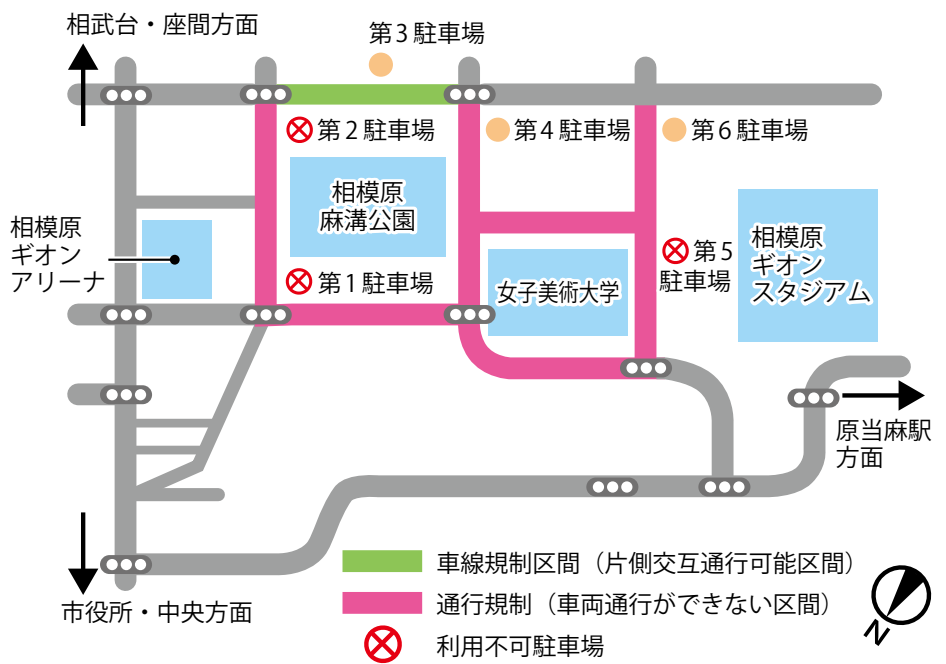 相武台・座間方面
第3駐車場
第2駐車場
第4駐車場
第6駐車場
相模原
麻溝公園
相模原
ギオン
アリーナ
第1駐車場
女子美術大学
第5
駐車場
相模原
ギオン
スタジアム
原当麻駅
方面
市役所・中央方面
車線規制区間（片側交互通行可能区間）
通行規制（車両通行ができない区間）
利用不可駐車場
N